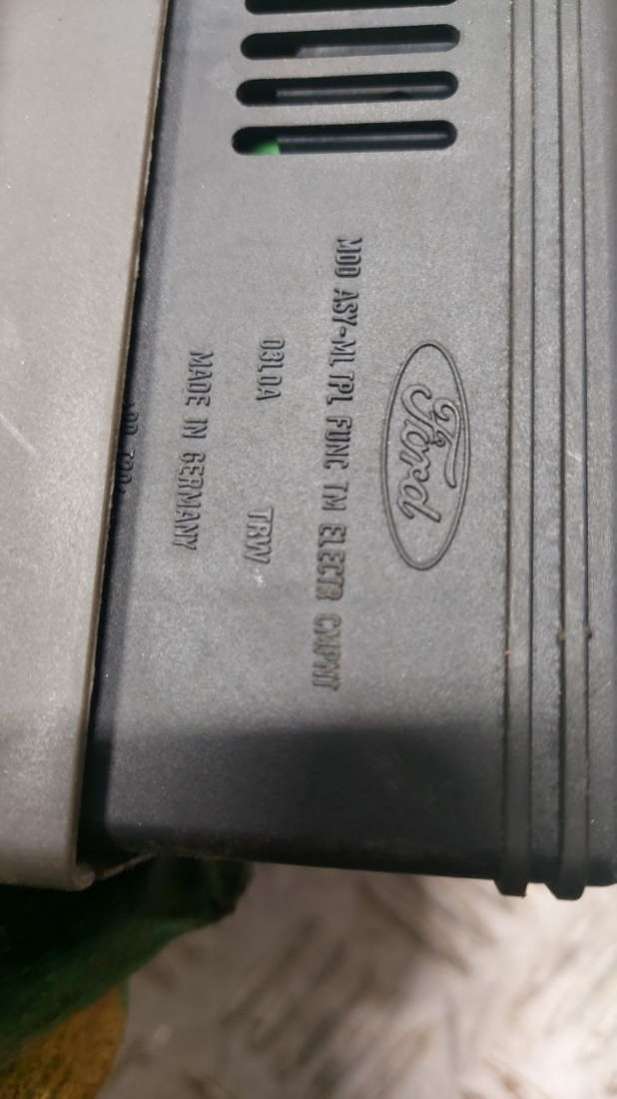 Ford
MOD ASY-MLTPL FUNC TM ELECTR CMPNT
03L0A TRW
MADE IN GERMANY